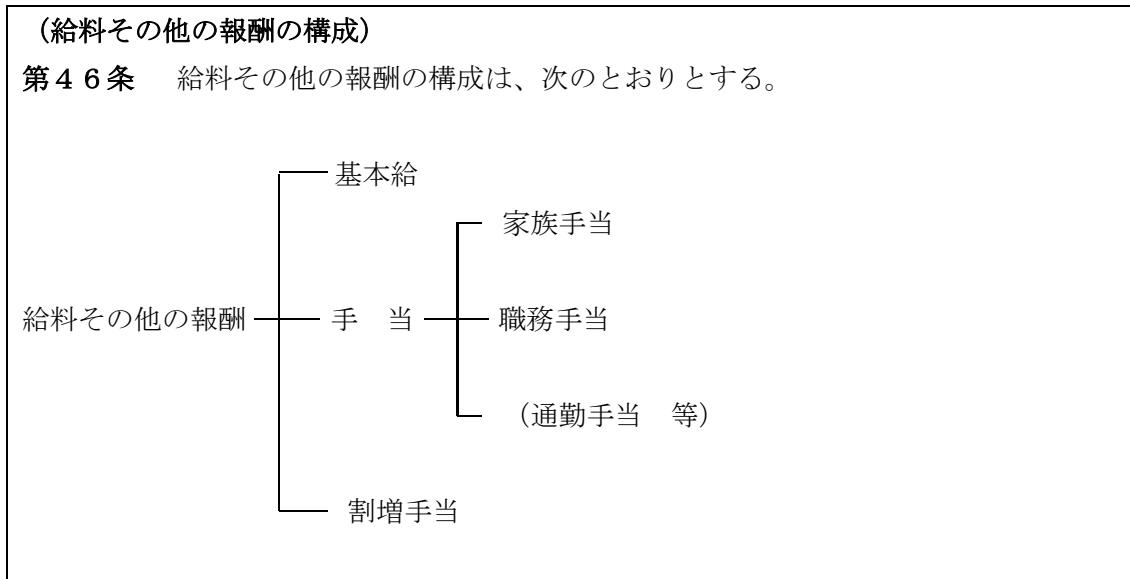 （給料その他の報酬の構成）
第４６条　給料その他の報酬の構成は、次のとおりとする。
基本給
家族手当
給料その他の報酬
手　当
職務手当
（通勤手当　等）
割増手当